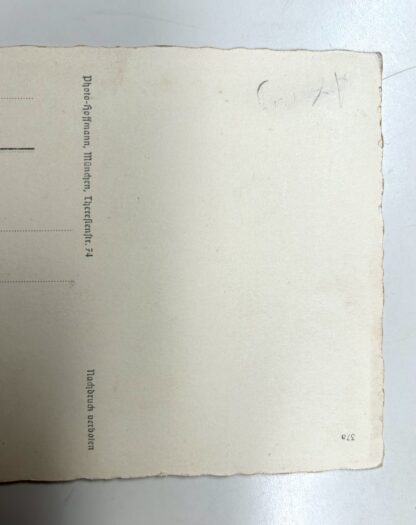 Photo-Hoffmann, München, Theresienstr. 74
Nachdruck verboten
379